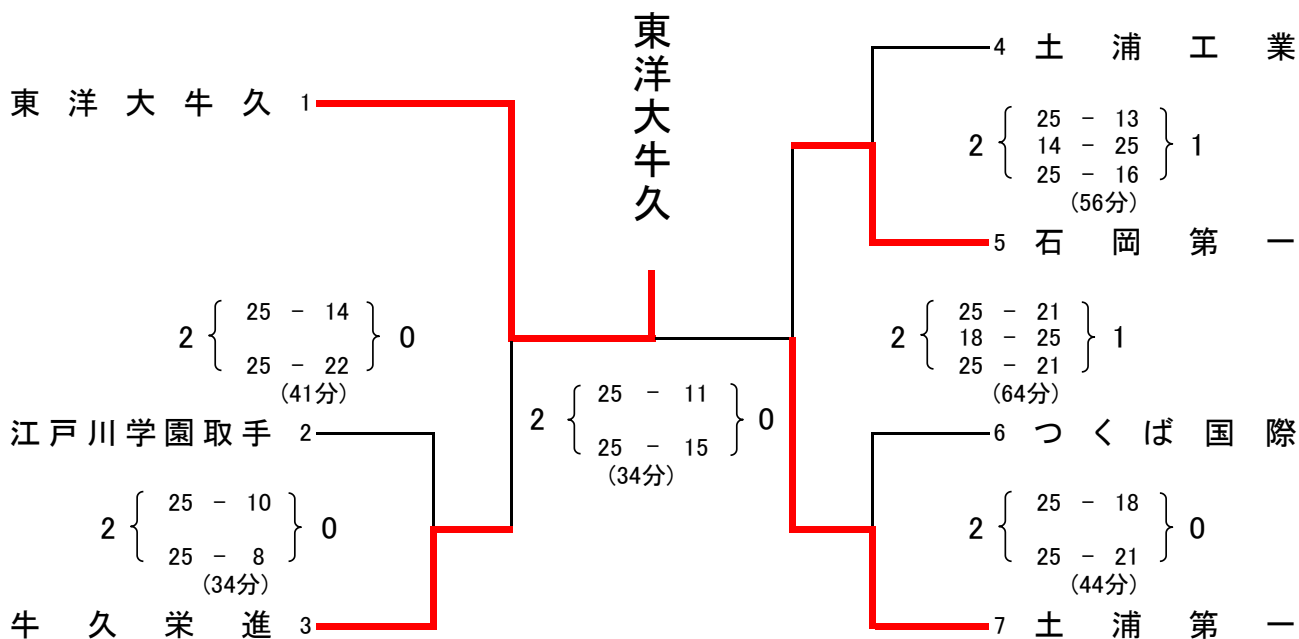 東洋大牛久
東洋大牛久 1
2 25 - 14 0
25 - 22
(41分)
江戸川学園取手 2
2 25 - 10 0
25 - 8
(34分)
牛久栄進 3
2 25 - 11 0
25 - 15
(34分)
4 土浦工業
2 25 - 13 1
14 - 25
25 - 16
(56分)
5 石岡第一
2 25 - 21 1
18 - 25
25 - 21
(64分)
6 つくば国際
2 25 - 18 0
25 - 21
(44分)
7 土浦第一